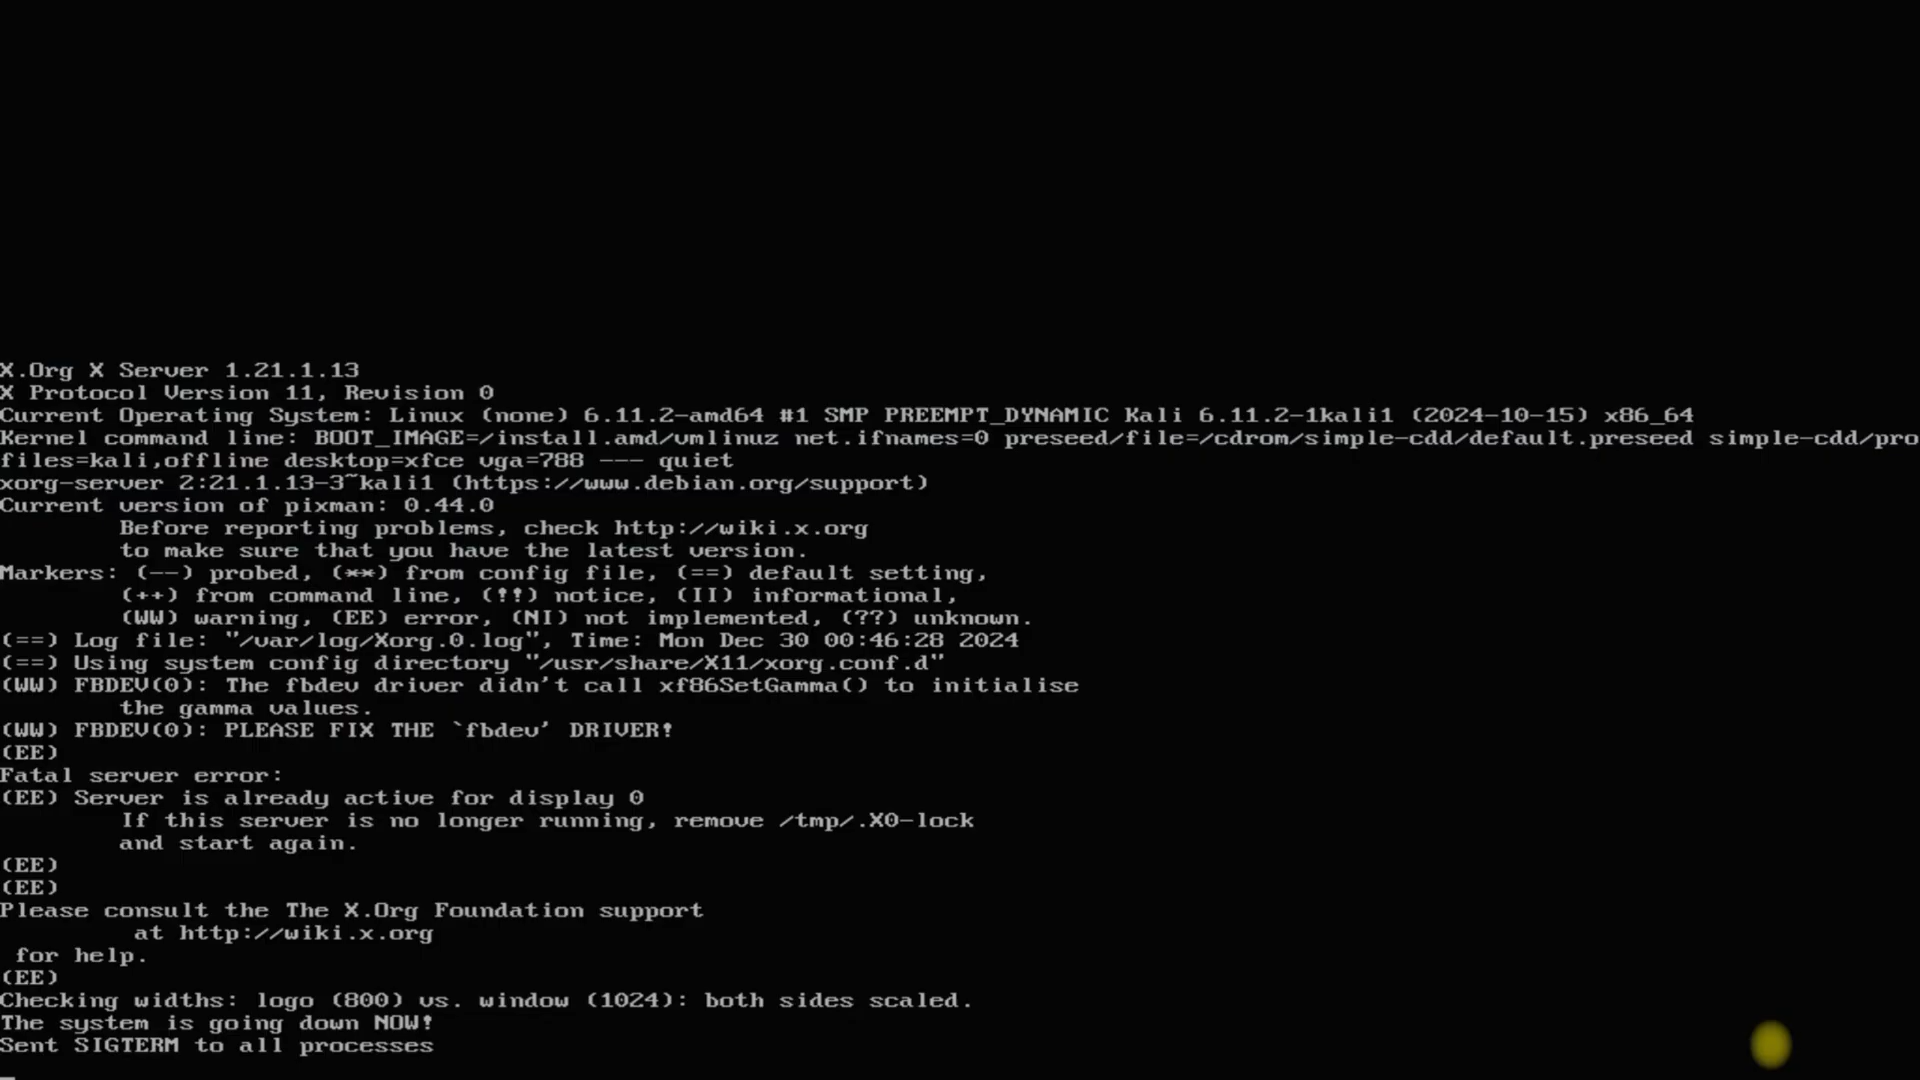 X.Org X Server 1.21.1.13
X Protocol Version 11, Revision 0
Current Operating System: Linux (none) 6.11.2-amd64 #1 SMP PREEMPT_DYNAMIC Kali 6.11.2-1kali1 (2024-10-15) x86_64
Kernel command line: BOOT_IMAGE=/install.amd/vmlinuz net.ifnames=0 preseed/file=/cdrom/simple-cdd/default.preseed simple-cdd/pro
files=kali,offline desktop=xfce vga=788 --- quiet
xorg-server 2:21.1.13-3~kali1 (https://www.debian.org/support)
Current version of pixman: 0.44.0
Before reporting problems, check http://wiki.x.org
to make sure that you have the latest version.
Markers: (--) probed, (**) from config file, (==) default setting,
(++) from command line, (!!) notice, (II) informational,
(WW) warning, (EE) error, (NI) not implemented, (??) unknown.
(==) Log file: "/var/log/Xorg.0.log", Time: Mon Dec 30 00:46:28 2024
(==) Using system config directory "/usr/share/X11/xorg.conf.d"
(WW) FBDEV(0): The fbdev driver didn't call xf86SetGamma() to initialise
the gamma values.
(WW) FBDEV(0): PLEASE FIX THE `fbdev' DRIVER!
(EE)
Fatal server error:
(EE) Server is already active for display 0
If this server is no longer running, remove /tmp/.X0-lock
and start again.
(EE)
(EE)
Please consult the The X.Org Foundation support
at http://wiki.x.org
for help.
(EE)
Checking widths: logo (800) vs. window (1024): both sides scaled.
The system is going down NOW!
Sent SIGTERM to all processes